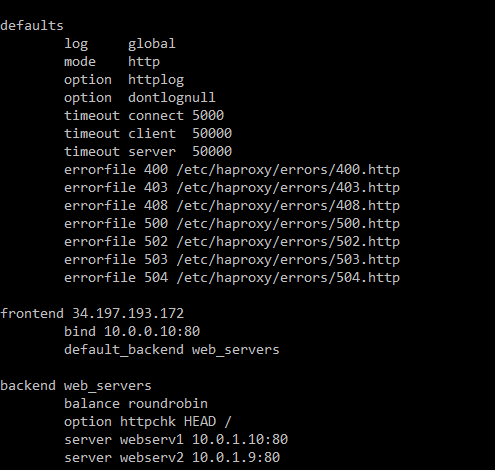 defaults
        log     global
        mode    http
        option  httplog
        option  dontlognull
        timeout connect 5000
        timeout client  50000
        timeout server  50000
        errorfile 400 /etc/haproxy/errors/400.http
        errorfile 403 /etc/haproxy/errors/403.http
        errorfile 408 /etc/haproxy/errors/408.http
        errorfile 500 /etc/haproxy/errors/500.http
        errorfile 502 /etc/haproxy/errors/502.http
        errorfile 503 /etc/haproxy/errors/503.http
        errorfile 504 /etc/haproxy/errors/504.http
frontend 34.197.193.172
        bind 10.0.0.10:80
        default_backend web_servers
backend web_servers
        balance roundrobin
        option httpchk HEAD /
        server webserv1 10.0.1.10:80
        server webserv2 10.0.1.9:80